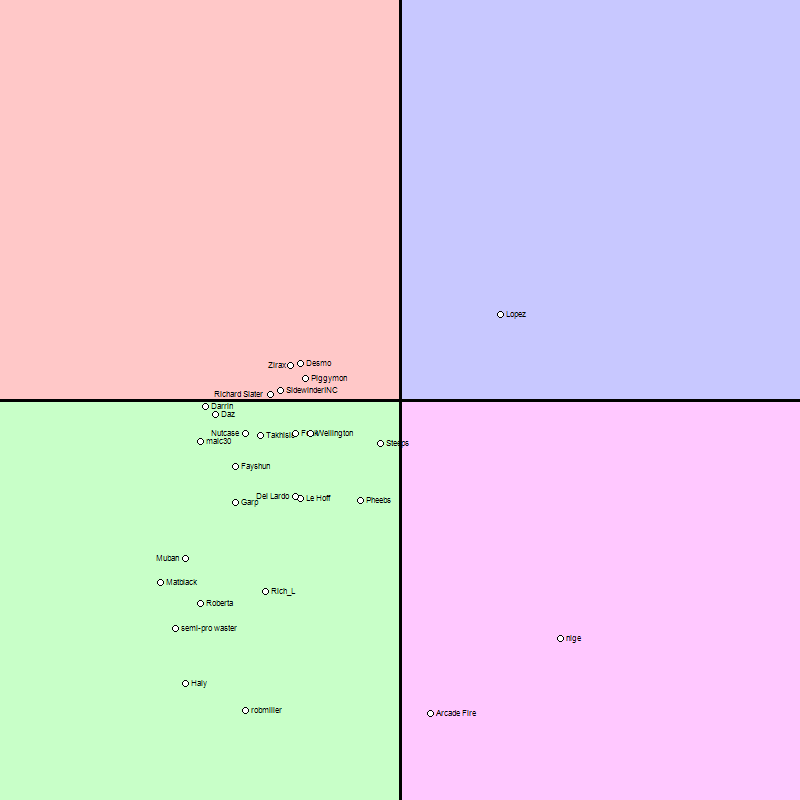 Lopez
Zirax
Desmo
Piggymon
SidewinderINC
Richard Slater
Darrin
Daz
Nutcase
Takhisis
Wellington
malc30
Steeps
Fayshun
Del Lardo
Le Hoff
Pheebs
Garp
Muban
Matblack
Rich_L
Roberta
semi-pro waster
nige
Haly
robmiller
Arcade Fire